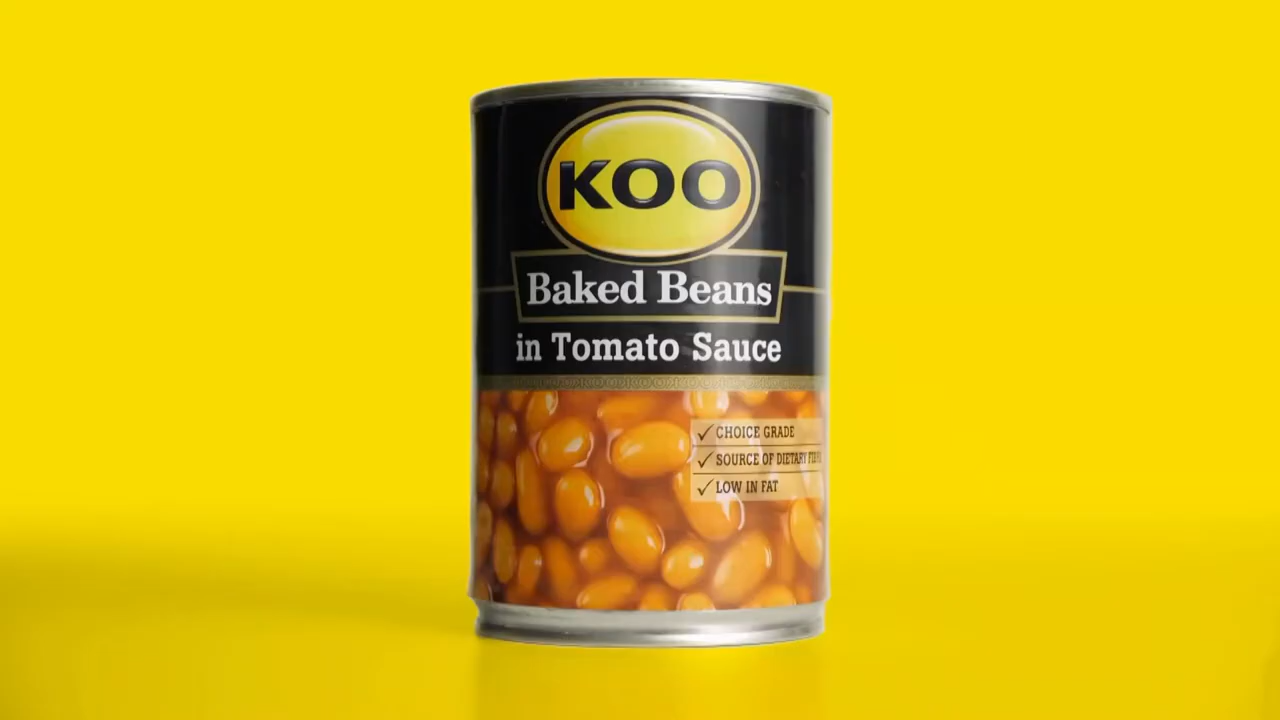 KOO
Baked Beans
in Tomato Sauce
CHOICE GRADE
SOURCE OF DIETARY
LOW IN FAT